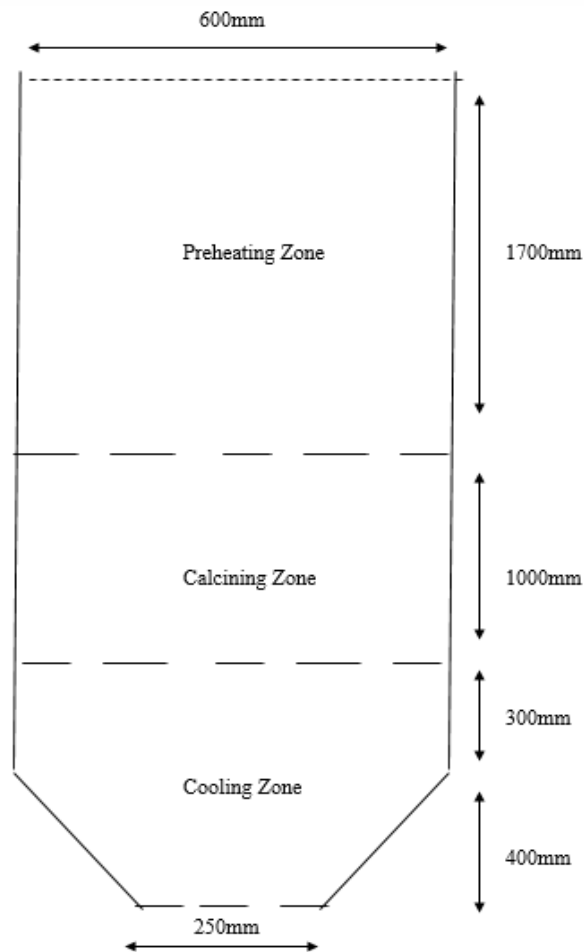 600mm
Preheating Zone
1700mm
Calcining Zone
1000mm
300mm
Cooling Zone
400mm
250mm